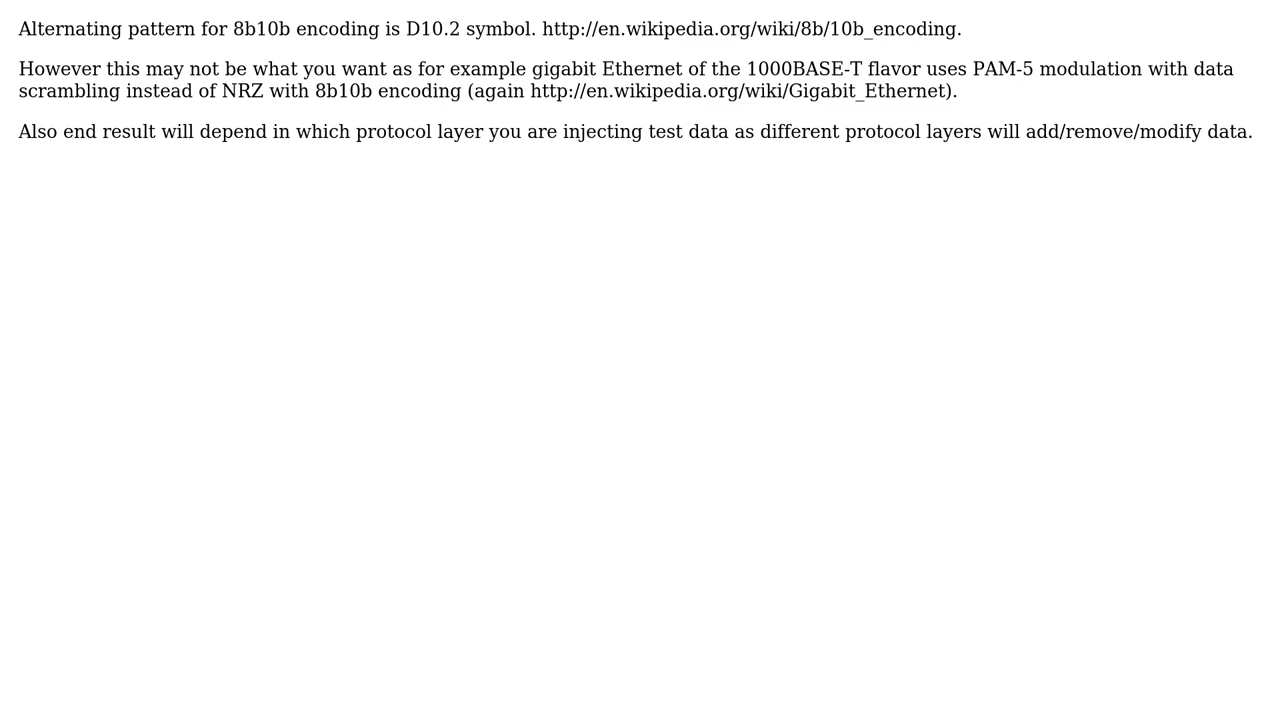 Alternating pattern for 8b10b encoding is D10.2 symbol. http://en.wikipedia.org/wiki/8b/10b_encoding.
However this may not be what you want as for example gigabit Ethernet of the 1000BASE-T flavor uses PAM-5 modulation with data
scrambling instead of NRZ with 8b10b encoding (again http://en.wikipedia.org/wiki/Gigabit_Ethernet).
Also end result will depend in which protocol layer you are injecting test data as different protocol layers will add/remove/modify data.